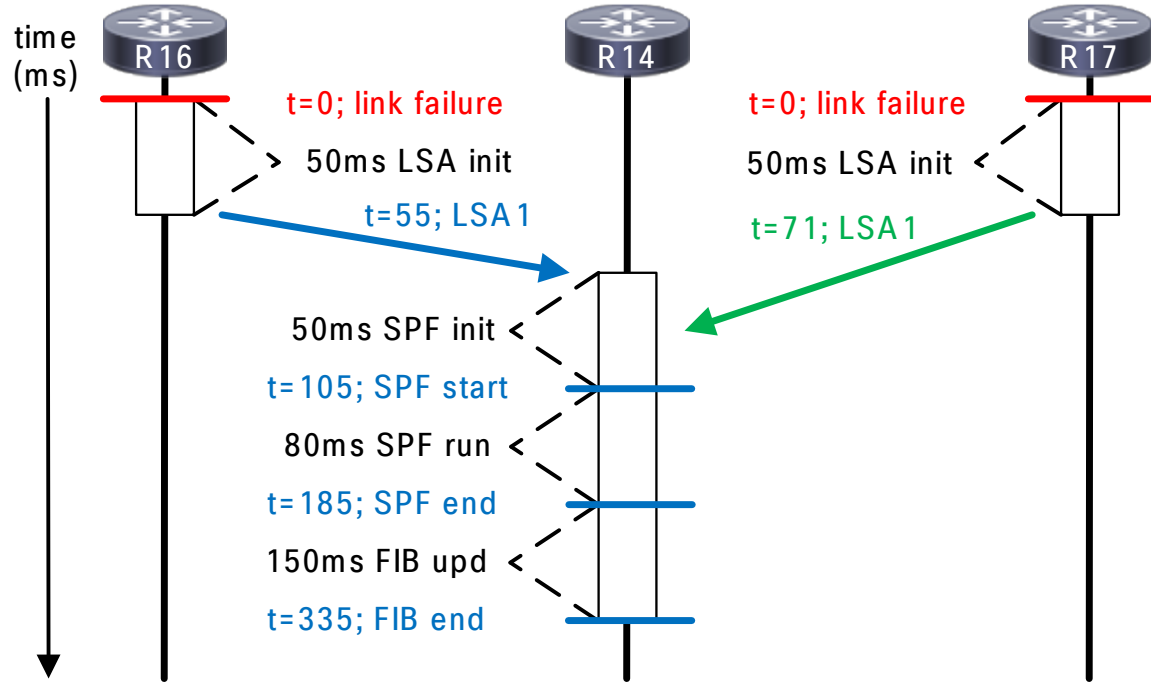 time
(ms)
R16
R14
R17
t=0; link failure
t=0; link failure
50ms LSA init
50ms LSA init
t=55; LSA1
t=71; LSA1
50ms SPF init
t=105; SPF start
80ms SPF run
t=185; SPF end
150ms FIB upd
t=335; FIB end